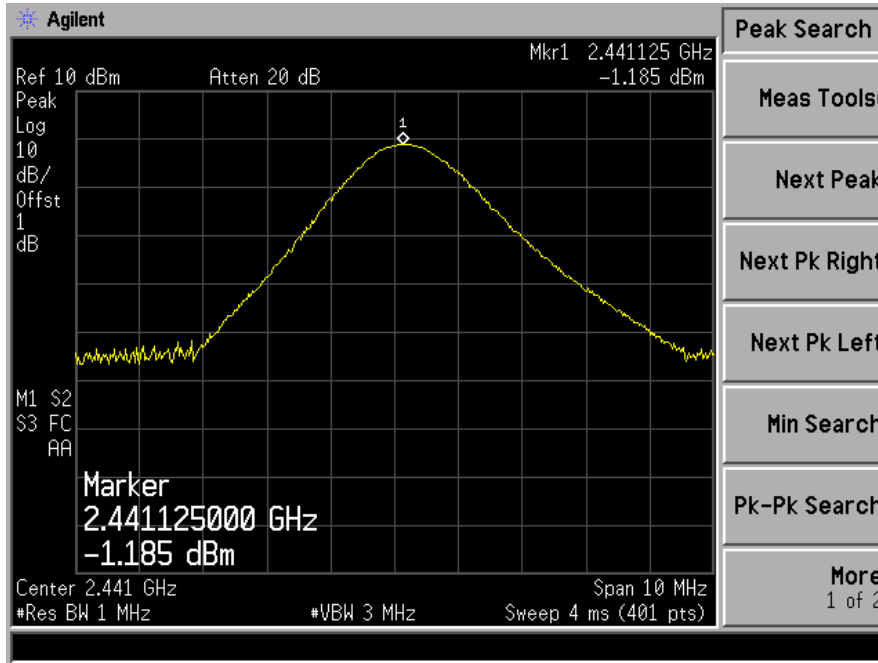 Agilent
Peak Search
Mkr1 2.441125 GHz
Ref 10 dBm Atten 20 dB -1.185 dBm
Peak
Log
10
dB/
Offst
1
dB
1
M1 S2
S3 FC
AA
Marker
2.441125000 GHz
-1.185 dBm
Center 2.441 GHz Span 10 MHz
#Res BW 1 MHz #VBW 3 MHz Sweep 4 ms (401 pts)
Meas Tools
Next Peak
Next Pk Right
Next Pk Left
Min Search
Pk-Pk Search
More
1 of 2